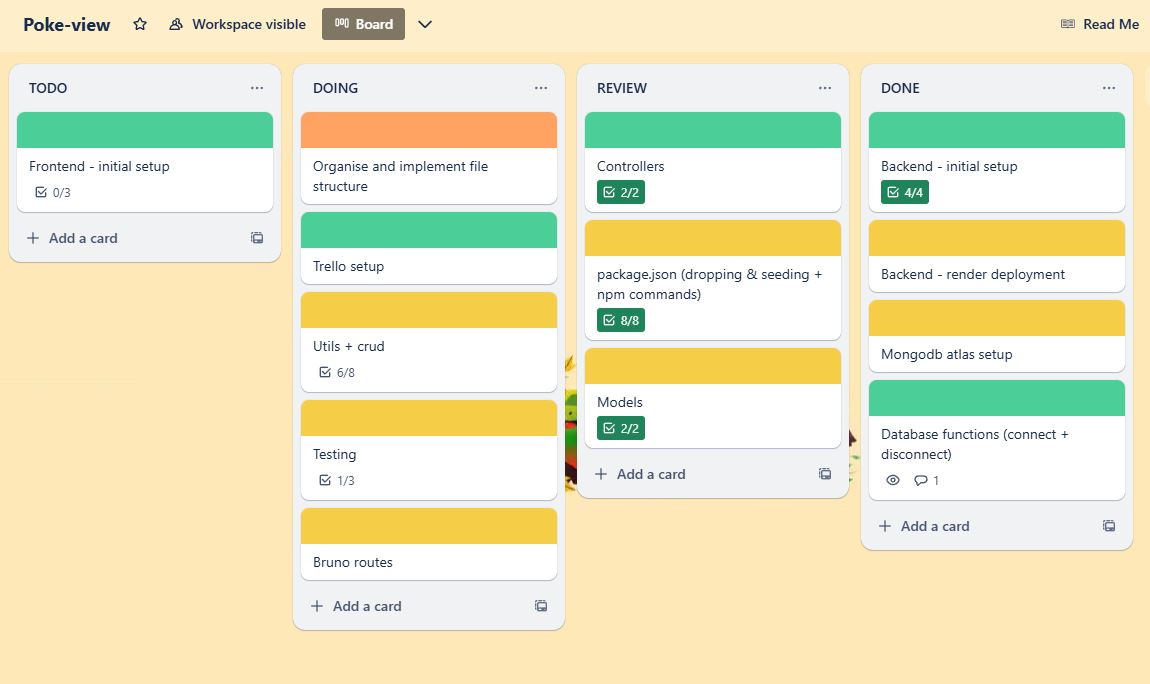 Poke-view
Workspace visible
Board
Read Me
TODO
Frontend - initial setup
0/3
Add a card
DOING
Organise and implement file
structure
Trello setup
Utils + crud
6/8
Testing
1/3
Bruno routes
Add a card
REVIEW
Controllers
2/2
package.json (dropping & seeding +
npm commands)
8/8
Models
2/2
Add a card
DONE
Backend - initial setup
4/4
Backend - render deployment
Mongodb atlas setup
Database functions (connect +
disconnect)
1
Add a card